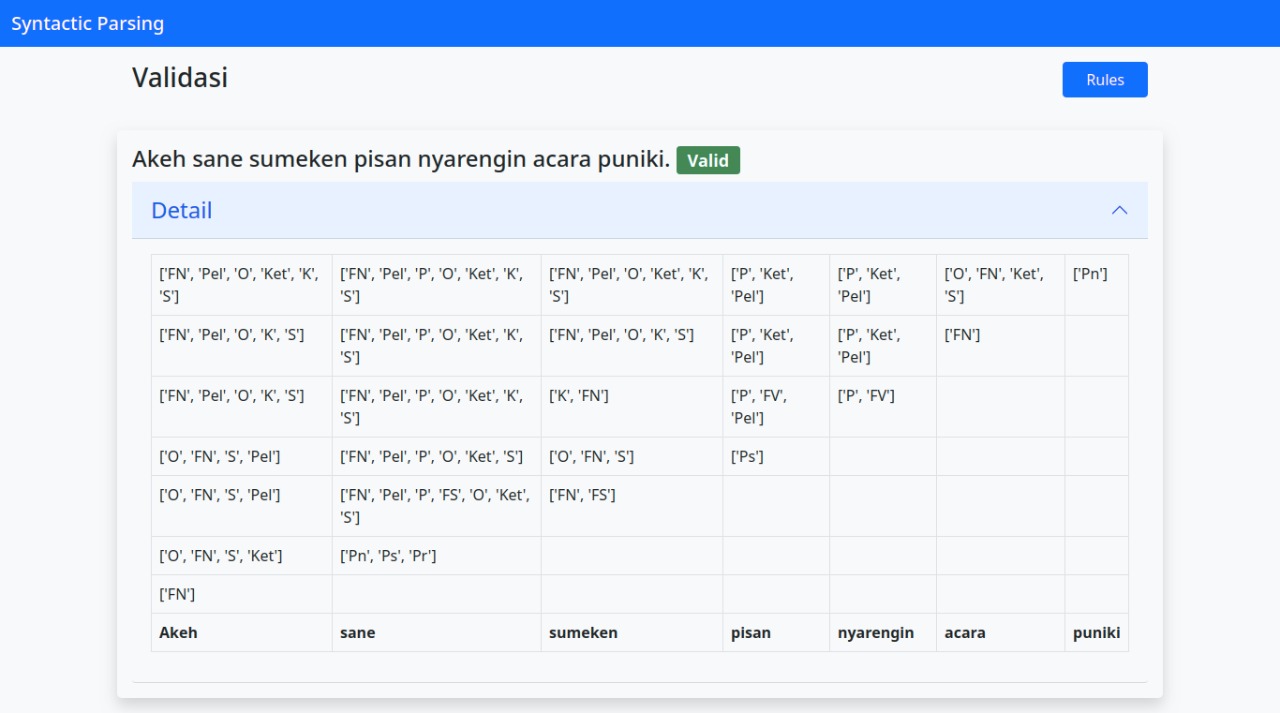 Syntactic Parsing
Validasi Rules
Akeh sane sumeken pisan nyarengin acara puniki. Valid
Detail
['FN', 'Pel', 'O', 'Ket', 'K', 'S'] ['FN', 'Pel', 'P', 'O', 'Ket', 'K', 'S'] ['FN', 'Pel', 'O', 'Ket', 'K', 'S'] ['P', 'Ket', 'Pel'] ['P', 'Ket', 'Pel'] ['O', 'FN', 'Ket', 'S'] ['Pn']
['FN', 'Pel', 'O', 'K', 'S'] ['FN', 'Pel', 'P', 'O', 'Ket', 'K', 'S'] ['FN', 'Pel', 'O', 'K', 'S'] ['P', 'Ket', 'Pel'] ['P', 'Ket', 'Pel'] ['FN']
['FN', 'Pel', 'O', 'K', 'S'] ['FN', 'Pel', 'P', 'O', 'Ket', 'K', 'S'] ['K', 'FN'] ['P', 'FV', 'Pel'] ['P', 'FV']
['O', 'FN', 'S', 'Pel'] ['FN', 'Pel', 'P', 'O', 'Ket', 'S'] ['O', 'FN', 'S'] ['Ps']
['O', 'FN', 'S', 'Pel'] ['FN', 'Pel', 'P', 'FS', 'O', 'Ket', 'S'] ['FN', 'FS']
['O', 'FN', 'S', 'Ket'] ['Pn', 'Ps', 'Pr']
['FN']
Akeh sane sumeken pisan nyarengin acara puniki